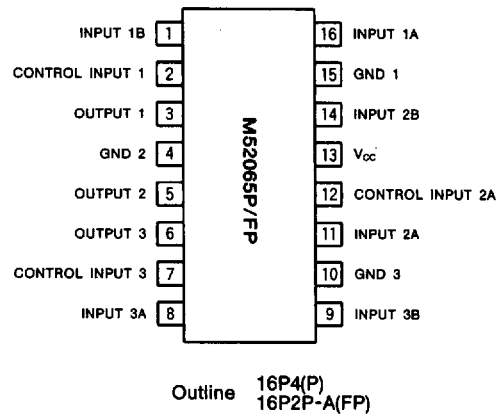 INPUT 1B 1
CONTROL INPUT 1 2
OUTPUT 1 3
GND 2 4
OUTPUT 2 5
OUTPUT 3 6
CONTROL INPUT 3 7
INPUT 3A 8
M52065P/FP
16 INPUT 1A
15 GND 1
14 INPUT 2B
13 Vcc
12 CONTROL INPUT 2A
11 INPUT 2A
10 GND 3
9 INPUT 3B
Outline 16P4(P)
16P2P-A(FP)